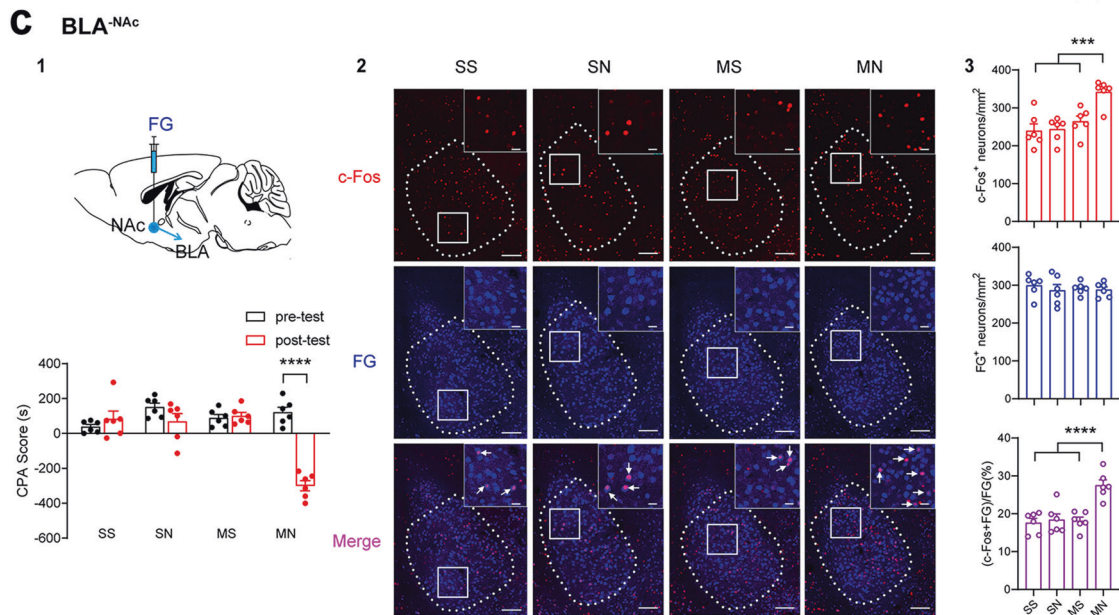 C BLA-NAc
1
FG
NAc
BLA
pre-test
post-test
****
CPA Score (s)
400
200
0
-200
-400
-600
SS SN MS MN
2
SS SN MS MN
c-Fos
FG
Merge
3
***
c-Fos+ neurons/mm2
400
300
200
100
0
FG+ neurons/mm2
400
300
200
100
0
****
(c-Fos+FG)/FG(%)
40
30
20
10
0
SS SN MS MN